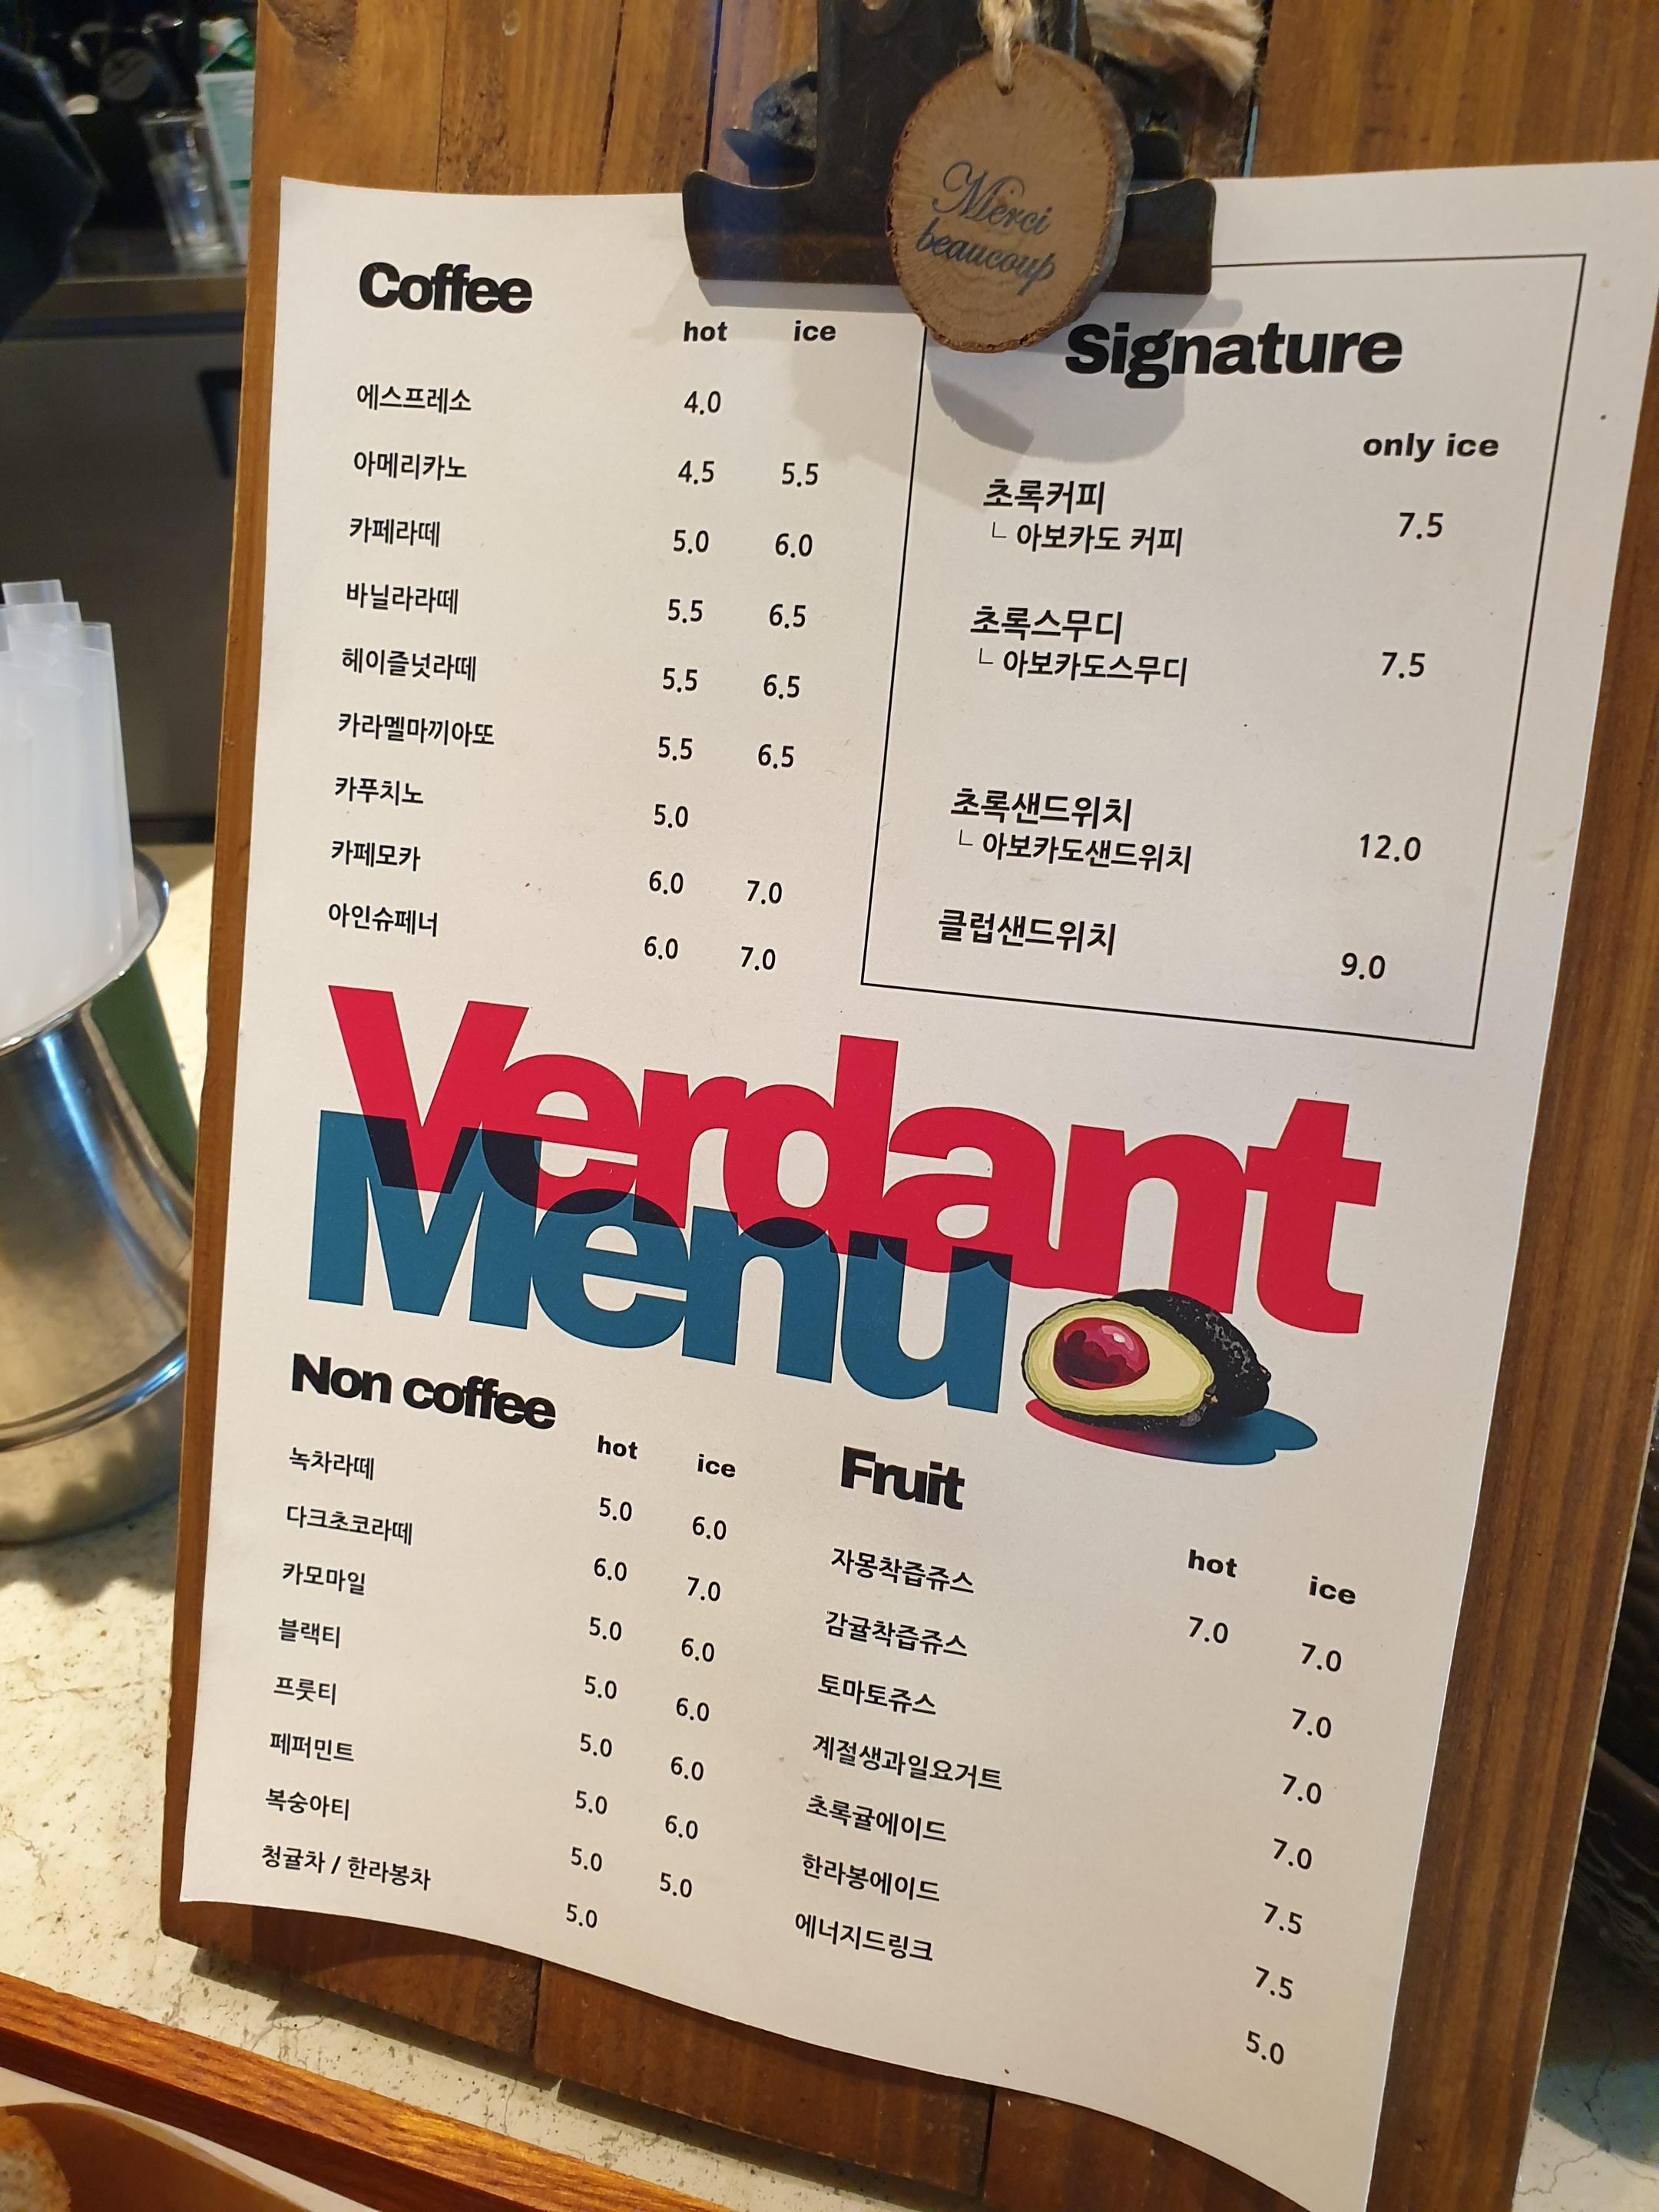 Merci
beaucoup
Coffee
hot ice
에스프레소 4.0
아메리카노 4.5 5.5
카페라떼 5.0 6.0
바닐라라떼 5.5 6.5
헤이즐넛라떼 5.5 6.5
카라멜마끼아또 5.5 6.5
카푸치노 5.0
카페모카 6.0 7.0
아인슈페너 6.0 7.0
Signature
only ice
초록커피 7.5
ㄴ 아보카도 커피
초록스무디 7.5
ㄴ 아보카도스무디
초록샌드위치 12.0
ㄴ 아보카도샌드위치
클럽샌드위치 9.0
Verdant
Menu
Non coffee
hot ice
녹차라떼 5.0 6.0
다크초코라떼 6.0 7.0
카모마일 5.0 6.0
블랙티 5.0 6.0
프룻티 5.0 6.0
페퍼민트 5.0 6.0
복숭아티 5.0 5.0
청귤차 / 한라봉차 5.0
Fruit
hot ice
자몽착즙쥬스 7.0 7.0
감귤착즙쥬스 7.0
토마토쥬스 7.0
계절생과일요거트 7.0
초록귤에이드 7.5
한라봉에이드 7.5
에너지드링크 5.0